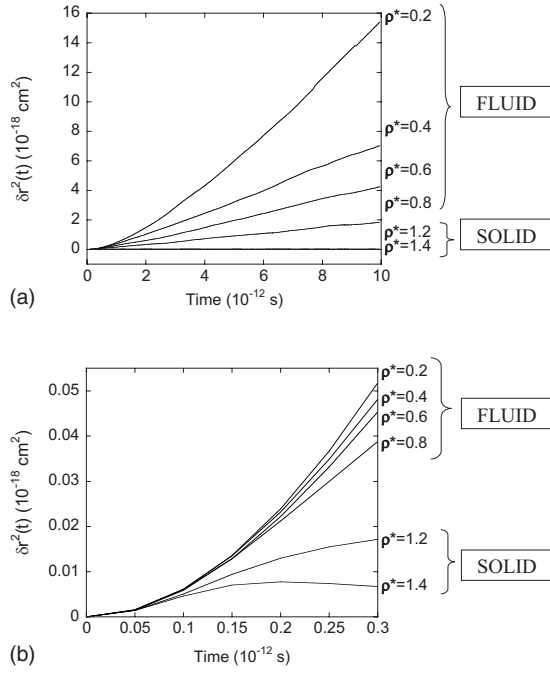 16
14
12
10
8
6
4
2
0
δr²(t) (10⁻¹⁸ cm²)
0 2 4 6 8 10
Time (10⁻¹² s)
ρ*=0.2
ρ*=0.4
ρ*=0.6
ρ*=0.8
ρ*=1.2
ρ*=1.4
FLUID
SOLID
(a)
0.05
0.04
0.03
0.02
0.01
0
δr²(t) (10⁻¹⁸ cm²)
0 0.05 0.1 0.15 0.2 0.25 0.3
Time (10⁻¹² s)
ρ*=0.2
ρ*=0.4
ρ*=0.6
ρ*=0.8
ρ*=1.2
ρ*=1.4
FLUID
SOLID
(b)